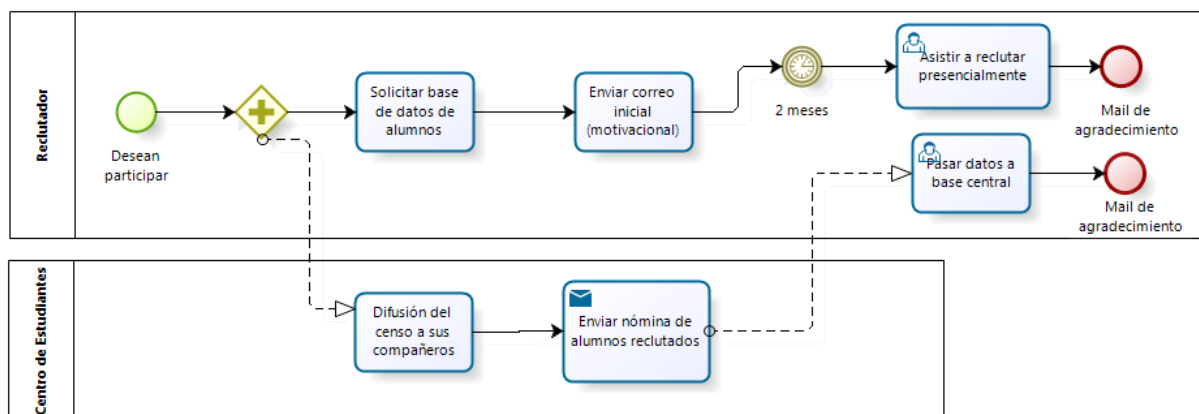 Reclutador
Desean
participar
Solicitar base
de datos de
alumnos
Enviar correo
inicial
(motivacional)
2 meses
Asistir a reclutar
presencialmente
Mail de
agradecimiento
Pasar datos a
base central
Mail de
agradecimiento
Centro de Estudiantes
Difusión del
censo a sus
compañeros
Enviar nómina de
alumnos reclutados